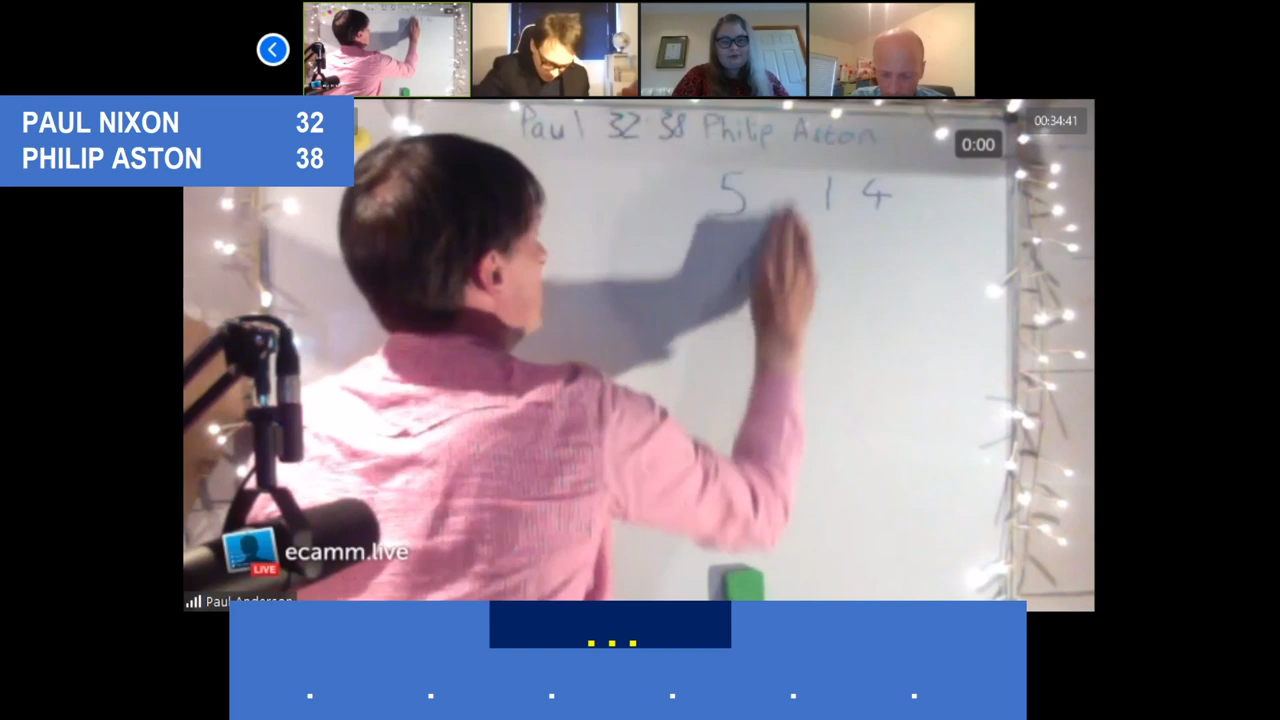 PAUL NIXON 32
PHILIP ASTON 38
00:34:41
0:00
Paul 32 38 Philip Aston
5 1 4
ecamm.live
LIVE
Paul Anderson
...
. . . . . .